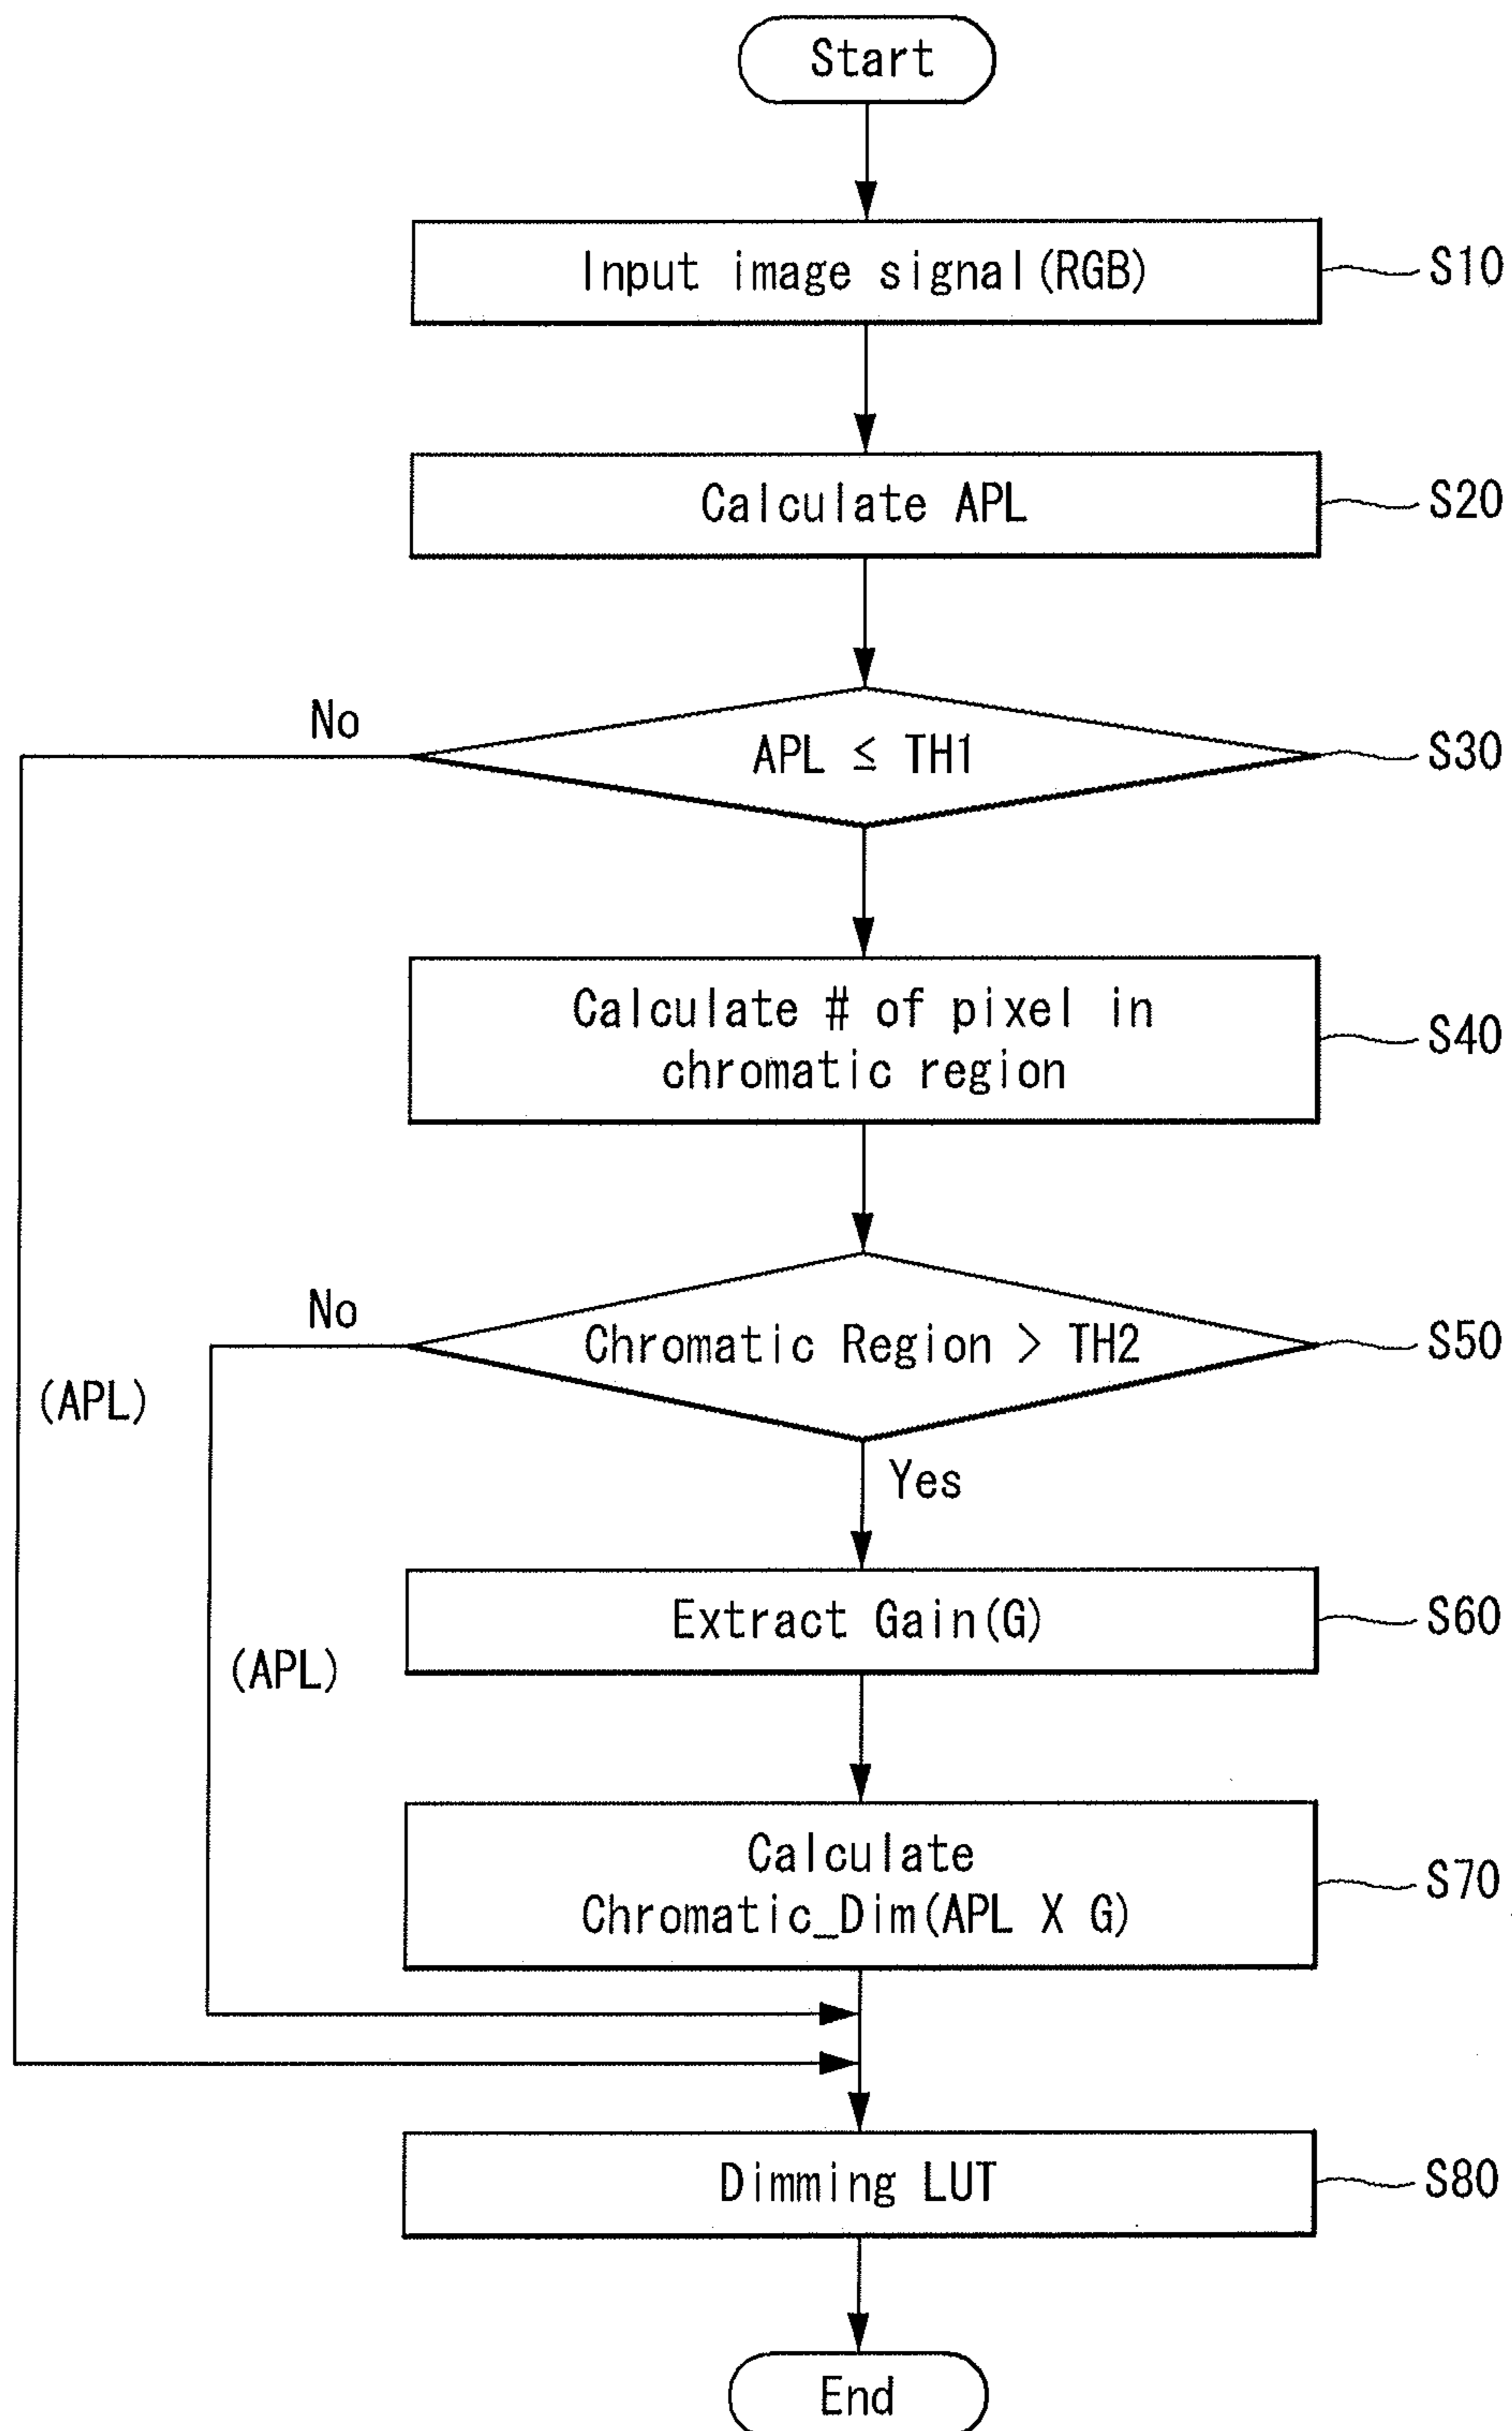 Start
Input image signal(RGB)
S10
Calculate APL
S20
No
APL ≤ TH1
S30
Calculate # of pixel in
chromatic region
S40
No
Chromatic Region > TH2
S50
(APL)
Yes
Extract Gain(G)
S60
(APL)
Calculate
Chromatic_Dim(APL X G)
S70
Dimming LUT
S80
End